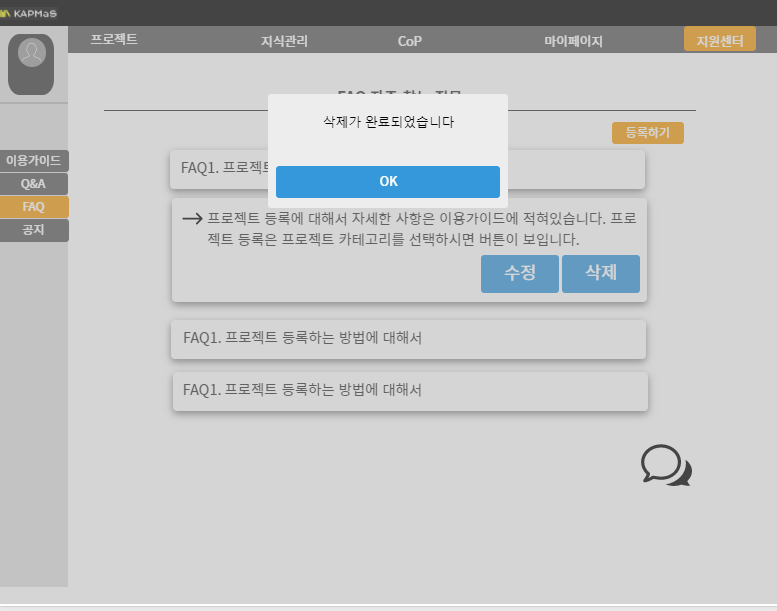 KAPMaS
프로젝트
지식관리
CoP
마이페이지
지원센터
FAQ 자주 찾는 질문
삭제가 완료되었습니다
OK
등록하기
이용가이드
Q&A
FAQ
공지
FAQ1. 프로젝트
프로젝트 등록에 대해서 자세한 사항은 이용가이드에 적혀있습니다. 프로
젝트 등록은 프로젝트 카테고리를 선택하시면 버튼이 보입니다.
수정
삭제
FAQ1. 프로젝트 등록하는 방법에 대해서
FAQ1. 프로젝트 등록하는 방법에 대해서